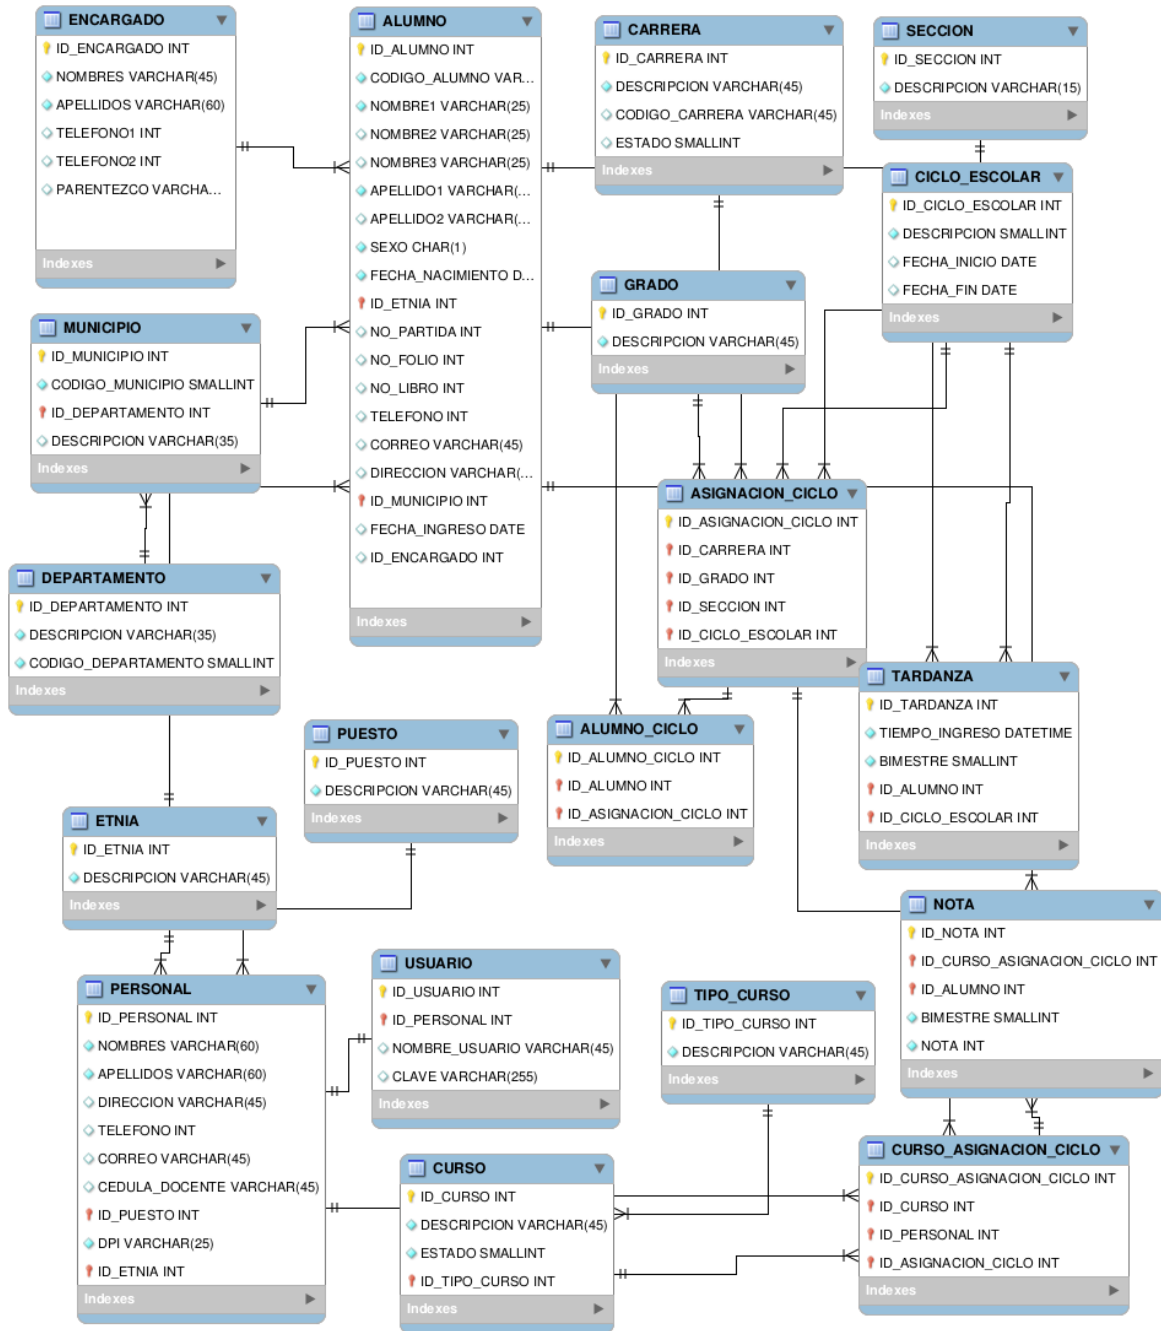 ENCARGADO
ID_ENCARGADO INT
NOMBRES VARCHAR(45)
APELLIDOS VARCHAR(60)
TELEFONO1 INT
TELEFONO2 INT
PARENTEZCO VARCHA...
Indexes
ALUMNO
ID_ALUMNO INT
CODIGO_ALUMNO VAR...
NOMBRE1 VARCHAR(25)
NOMBRE2 VARCHAR(25)
NOMBRE3 VARCHAR(25)
APELLIDO1 VARCHAR(...
APELLIDO2 VARCHAR(...
SEXO CHAR(1)
FECHA_NACIMIENTO D...
ID_ETNIA INT
NO_PARTIDA INT
NO_FOLIO INT
NO_LIBRO INT
TELEFONO INT
CORREO VARCHAR(45)
DIRECCION VARCHAR(...
ID_MUNICIPIO INT
FECHA_INGRESO DATE
ID_ENCARGADO INT
Indexes
CARRERA
ID_CARRERA INT
DESCRIPCION VARCHAR(45)
CODIGO_CARRERA VARCHAR(45)
ESTADO SMALLINT
Indexes
SECCION
ID_SECCION INT
DESCRIPCION VARCHAR(15)
Indexes
CICLO_ESCOLAR
ID_CICLO_ESCOLAR INT
DESCRIPCION SMALLINT
FECHA_INICIO DATE
FECHA_FIN DATE
Indexes
GRADO
ID_GRADO INT
DESCRIPCION VARCHAR(45)
Indexes
MUNICIPIO
ID_MUNICIPIO INT
CODIGO_MUNICIPIO SMALLINT
ID_DEPARTAMENTO INT
DESCRIPCION VARCHAR(35)
Indexes
ASIGNACION_CICLO
ID_ASIGNACION_CICLO INT
ID_CARRERA INT
ID_GRADO INT
ID_SECCION INT
ID_CICLO_ESCOLAR INT
Indexes
DEPARTAMENTO
ID_DEPARTAMENTO INT
DESCRIPCION VARCHAR(35)
CODIGO_DEPARTAMENTO SMALLINT
Indexes
TARDANZA
ID_TARDANZA INT
TIEMPO_INGRESO DATETIME
BIMESTRE SMALLINT
ID_ALUMNO INT
ID_CICLO_ESCOLAR INT
Indexes
PUESTO
ID_PUESTO INT
DESCRIPCION VARCHAR(45)
Indexes
ALUMNO_CICLO
ID_ALUMNO_CICLO INT
ID_ALUMNO INT
ID_ASIGNACION_CICLO INT
Indexes
ETNIA
ID_ETNIA INT
DESCRIPCION VARCHAR(45)
Indexes
NOTA
ID_NOTA INT
ID_CURSO_ASIGNACION_CICLO INT
ID_ALUMNO INT
BIMESTRE SMALLINT
NOTA INT
Indexes
PERSONAL
ID_PERSONAL INT
NOMBRES VARCHAR(60)
APELLIDOS VARCHAR(60)
DIRECCION VARCHAR(45)
TELEFONO INT
CORREO VARCHAR(45)
CEDULA_DOCENTE VARCHAR(45)
ID_PUESTO INT
DPI VARCHAR(25)
ID_ETNIA INT
Indexes
USUARIO
ID_USUARIO INT
ID_PERSONAL INT
NOMBRE_USUARIO VARCHAR(45)
CLAVE VARCHAR(255)
Indexes
TIPO_CURSO
ID_TIPO_CURSO INT
DESCRIPCION VARCHAR(45)
Indexes
CURSO
ID_CURSO INT
DESCRIPCION VARCHAR(45)
ESTADO SMALLINT
ID_TIPO_CURSO INT
Indexes
CURSO_ASIGNACION_CICLO
ID_CURSO_ASIGNACION_CICLO INT
ID_CURSO INT
ID_PERSONAL INT
ID_ASIGNACION_CICLO INT
Indexes